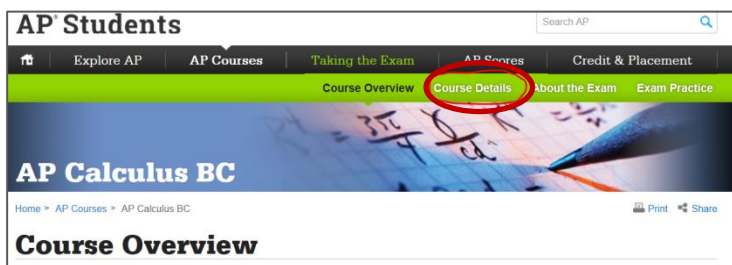 AP® Students
Search AP
Explore AP AP Courses Taking the Exam AP Scores Credit & Placement
Course Overview Course Details About the Exam Exam Practice
AP Calculus BC
Home > AP Courses > AP Calculus BC Print Share
Course Overview